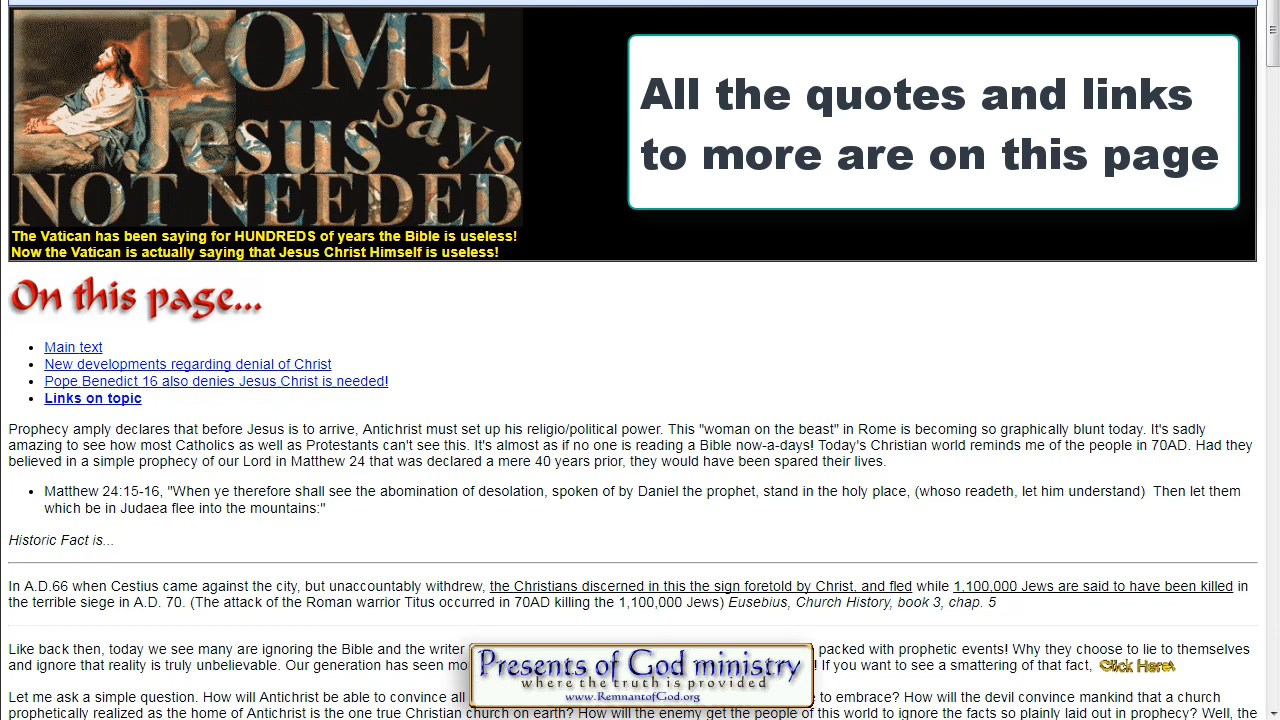 ROME
says
Jesus
NOT NEEDED
The Vatican has been saying for HUNDREDS of years the Bible is useless!
Now the Vatican is actually saying that Jesus Christ Himself is useless!
All the quotes and links
to more are on this page
On this page...
• Main text
• New developments regarding denial of Christ
• Pope Benedict 16 also denies Jesus Christ is needed!
• Links on topic
Prophecy amply declares that before Jesus is to arrive, Antichrist must set up his religio/political power. This "woman on the beast" in Rome is becoming so graphically blunt today. It's sadly
amazing to see how most Catholics as well as Protestants can't see this. It's almost as if no one is reading a Bible now-a-days! Today's Christian world reminds me of the people in 70AD. Had they
believed in a simple prophecy of our Lord in Matthew 24 that was declared a mere 40 years prior, they would have been spared their lives.
• Matthew 24:15-16, "When ye therefore shall see the abomination of desolation, spoken of by Daniel the prophet, stand in the holy place, (whoso readeth, let him understand)  Then let them
which be in Judaea flee into the mountains:"
Historic Fact is...
In A.D.66 when Cestius came against the city, but unaccountably withdrew, the Christians discerned in this the sign foretold by Christ, and fled while 1,100,000 Jews are said to have been killed in
the terrible siege in A.D. 70. (The attack of the Roman warrior Titus occurred in 70AD killing the 1,100,000 Jews) Eusebius, Church History, book 3, chap. 5
Like back then, today we see many are ignoring the Bible and the writer packed with prophetic events! Why they choose to lie to themselves
and ignore that reality is truly unbelievable. Our generation has seen mo ! If you want to see a smattering of that fact, Click Here!
Let me ask a simple question. How will Antichrist be able to convince all to embrace? How will the devil convince mankind that a church
prophetically realized as the home of Antichrist is the one true Christian church on earth? How will the enemy get the people of this world to ignore the facts so plainly laid out in prophecy? Well, the
Presents of God ministry
where the truth is provided
www.RemnantofGod.org